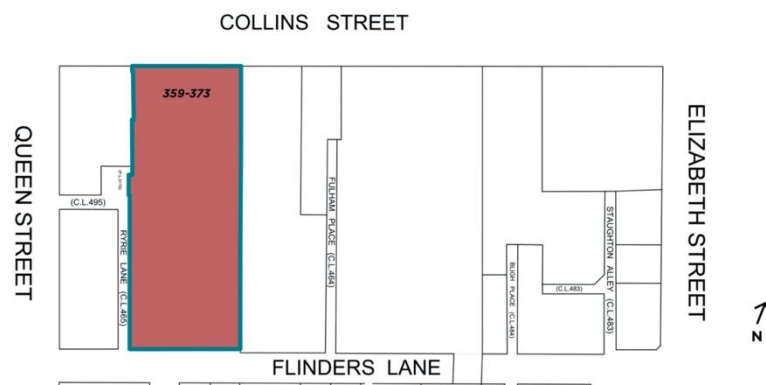 COLLINS STREET
359-373
QUEEN STREET
ELIZABETH STREET
(C.L.495)
RYRIE LANE (C.L.465)
FULHAM PLACE (C.L.464)
BLIGH PLACE (C.L.484)
(C.L.483)
STAUGHTON ALLEY (C.L.483)
N
FLINDERS LANE